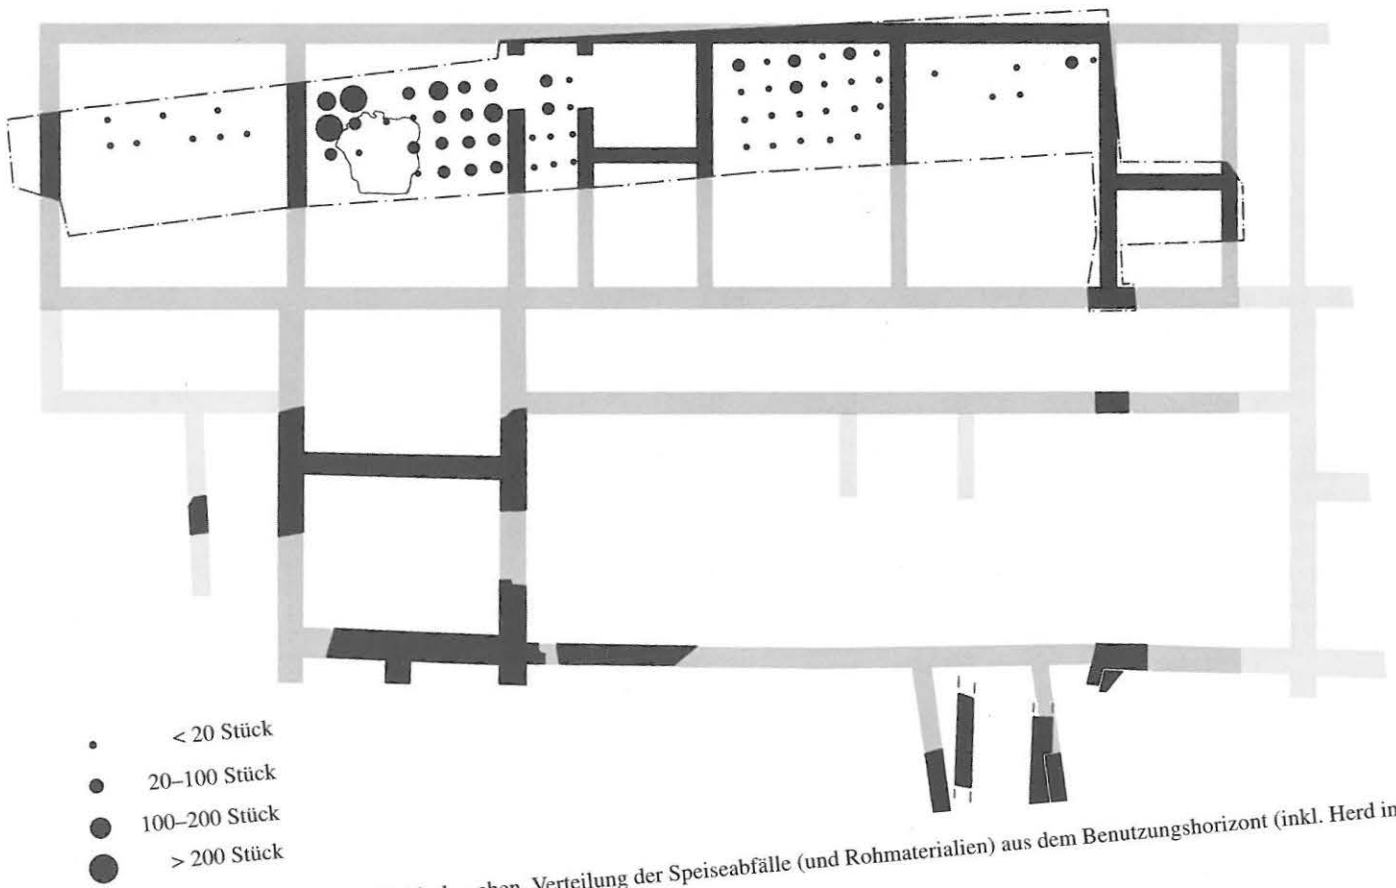 < 20 Stück
20–100 Stück
100–200 Stück
> 200 Stück
Verteilung der Speiseabfälle (und Rohmaterialien) aus dem Benutzungshorizont (inkl. Herd in